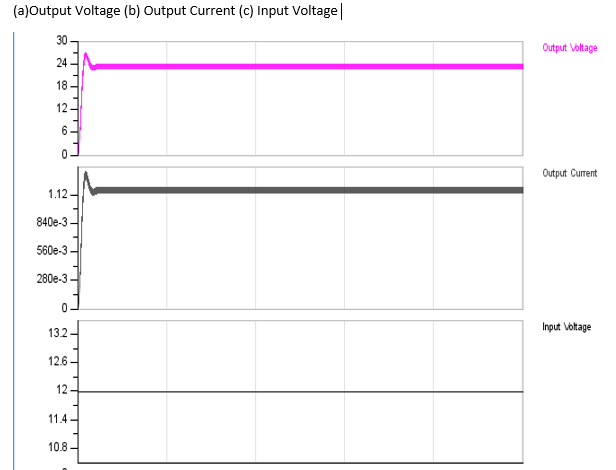 (a)Output Voltage (b) Output Current (c) Input Voltage
30
24
18
12
6
0
Output Voltage
1.12
840e-3
560e-3
280e-3
0
Output Current
13.2
12.6
12
11.4
10.8
Input Voltage